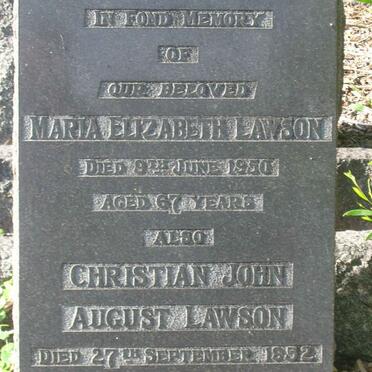 IN FOND MEMORY
OF
OUR BELOVED
MARIA ELIZABETH LAWSON
DIED 9TH JUNE 1950
AGED 67 YEARS
ALSO
CHRISTIAN JOHN
AUGUST LAWSON
DIED 27TH SEPTEMBER 1952